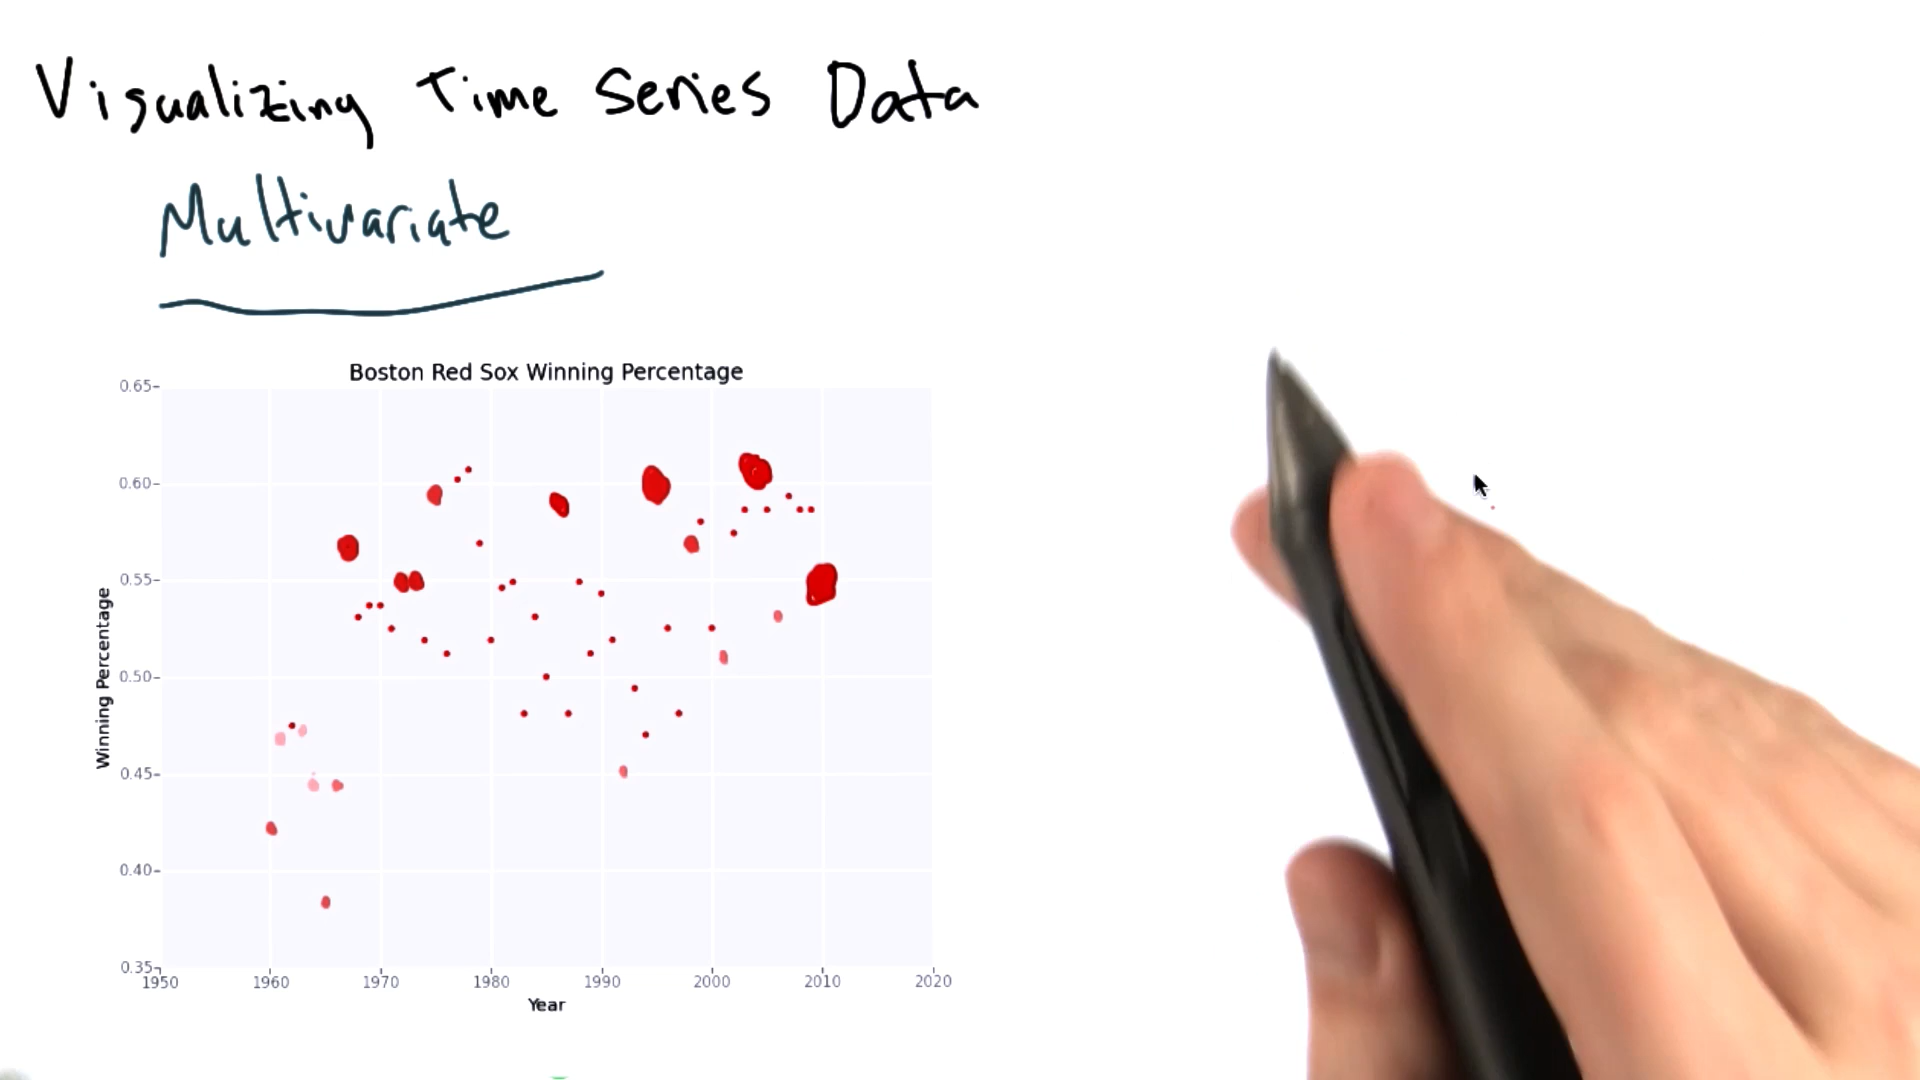 Visualizing Time Series Data
Multivariate
Boston Red Sox Winning Percentage
0.65
0.60
0.55
0.50
0.45
0.40
0.35
Winning Percentage
1950 1960 1970 1980 1990 2000 2010 2020
Year